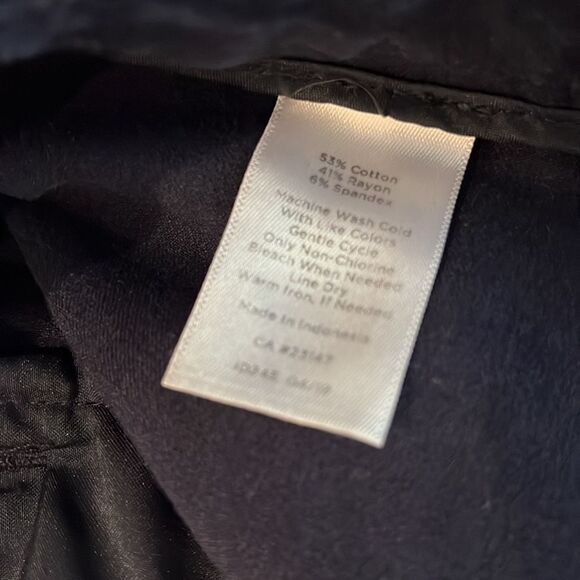 53% Cotton
41% Rayon
6% Spandex
Machine Wash Cold
With Like Colors
Gentle Cycle
Only Non-Chlorine
Bleach When Needed
Line Dry
Warm Iron, If Needed
Made in Indonesia
CA #23147